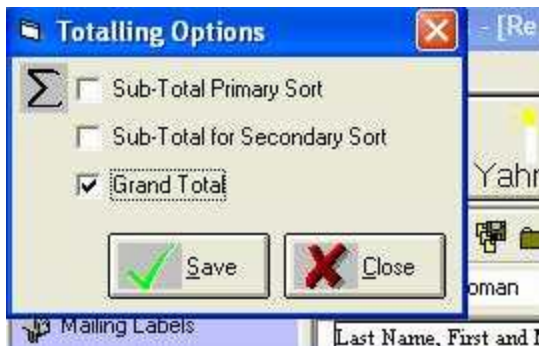 Totalling Options
- [Re
Sub-Total Primary Sort
Sub-Total for Secondary Sort
Grand Total
Yahr
Save
Close
oman
Mailing Labels
Last Name, First and